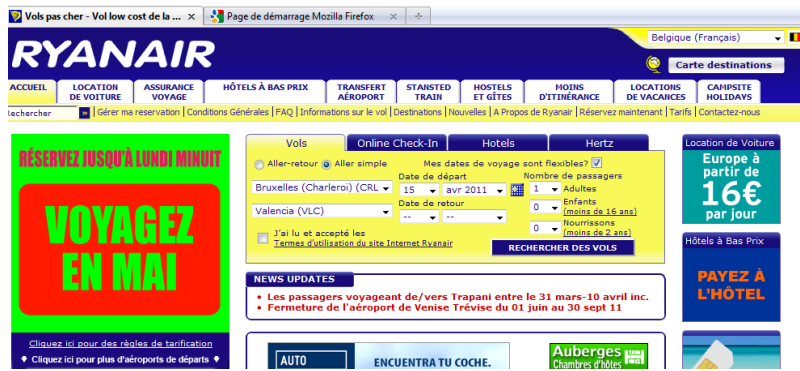 Vols pas cher - Vol low cost de la ...
Page de démarrage Mozilla Firefox
Belgique (Français)
RYANAIR
Carte destinations
ACCUEIL
LOCATION DE VOITURE
ASSURANCE VOYAGE
HÔTELS À BAS PRIX
TRANSFERT AÉROPORT
STANSTED TRAIN
HOSTELS ET GÎTES
MOINS D'ITINÉRANCE
LOCATIONS DE VACANCES
CAMPSITE HOLIDAYS
Rechercher » | Gérer ma reservation | Conditions Générales | FAQ | Informations sur le vol | Destinations | Nouvelles | A Propos de Ryanair | Réservez maintenant | Tarifs | Contactez-nous
RÉSERVEZ JUSQU'À LUNDI MINUIT
VOYAGEZ
EN MAI
Cliquez ici pour des règles de tarification
Cliquez ici pour plus d'aéroports de départs
Vols
Online Check-In
Hotels
Hertz
Aller-retour Aller simple Mes dates de voyage sont flexibles?
Date de départ Nombre de passagers
Bruxelles (Charleroi) (CRL 15 avr 2011 1 Adultes
Date de retour
Valencia (VLC) -- -- 0 Enfants
(moins de 16 ans)
0 Nourrissons
(moins de 2 ans)
J'ai lu et accepté les
Termes d'utilisation du site Internet Ryanair
RECHERCHER DES VOLS
NEWS UPDATES
• Les passagers voyageant de/vers Trapani entre le 31 mars-10 avril inc.
• Fermeture de l'aéroport de Venise Trévise du 01 juin au 30 sept 11
AUTO
ENCUENTRA TU COCHE.
Auberges
Chambres d'hôtes
Location de Voiture
Europe à
partir de
16€
par jour
Hôtels à Bas Prix
PAYEZ À
L'HÔTEL